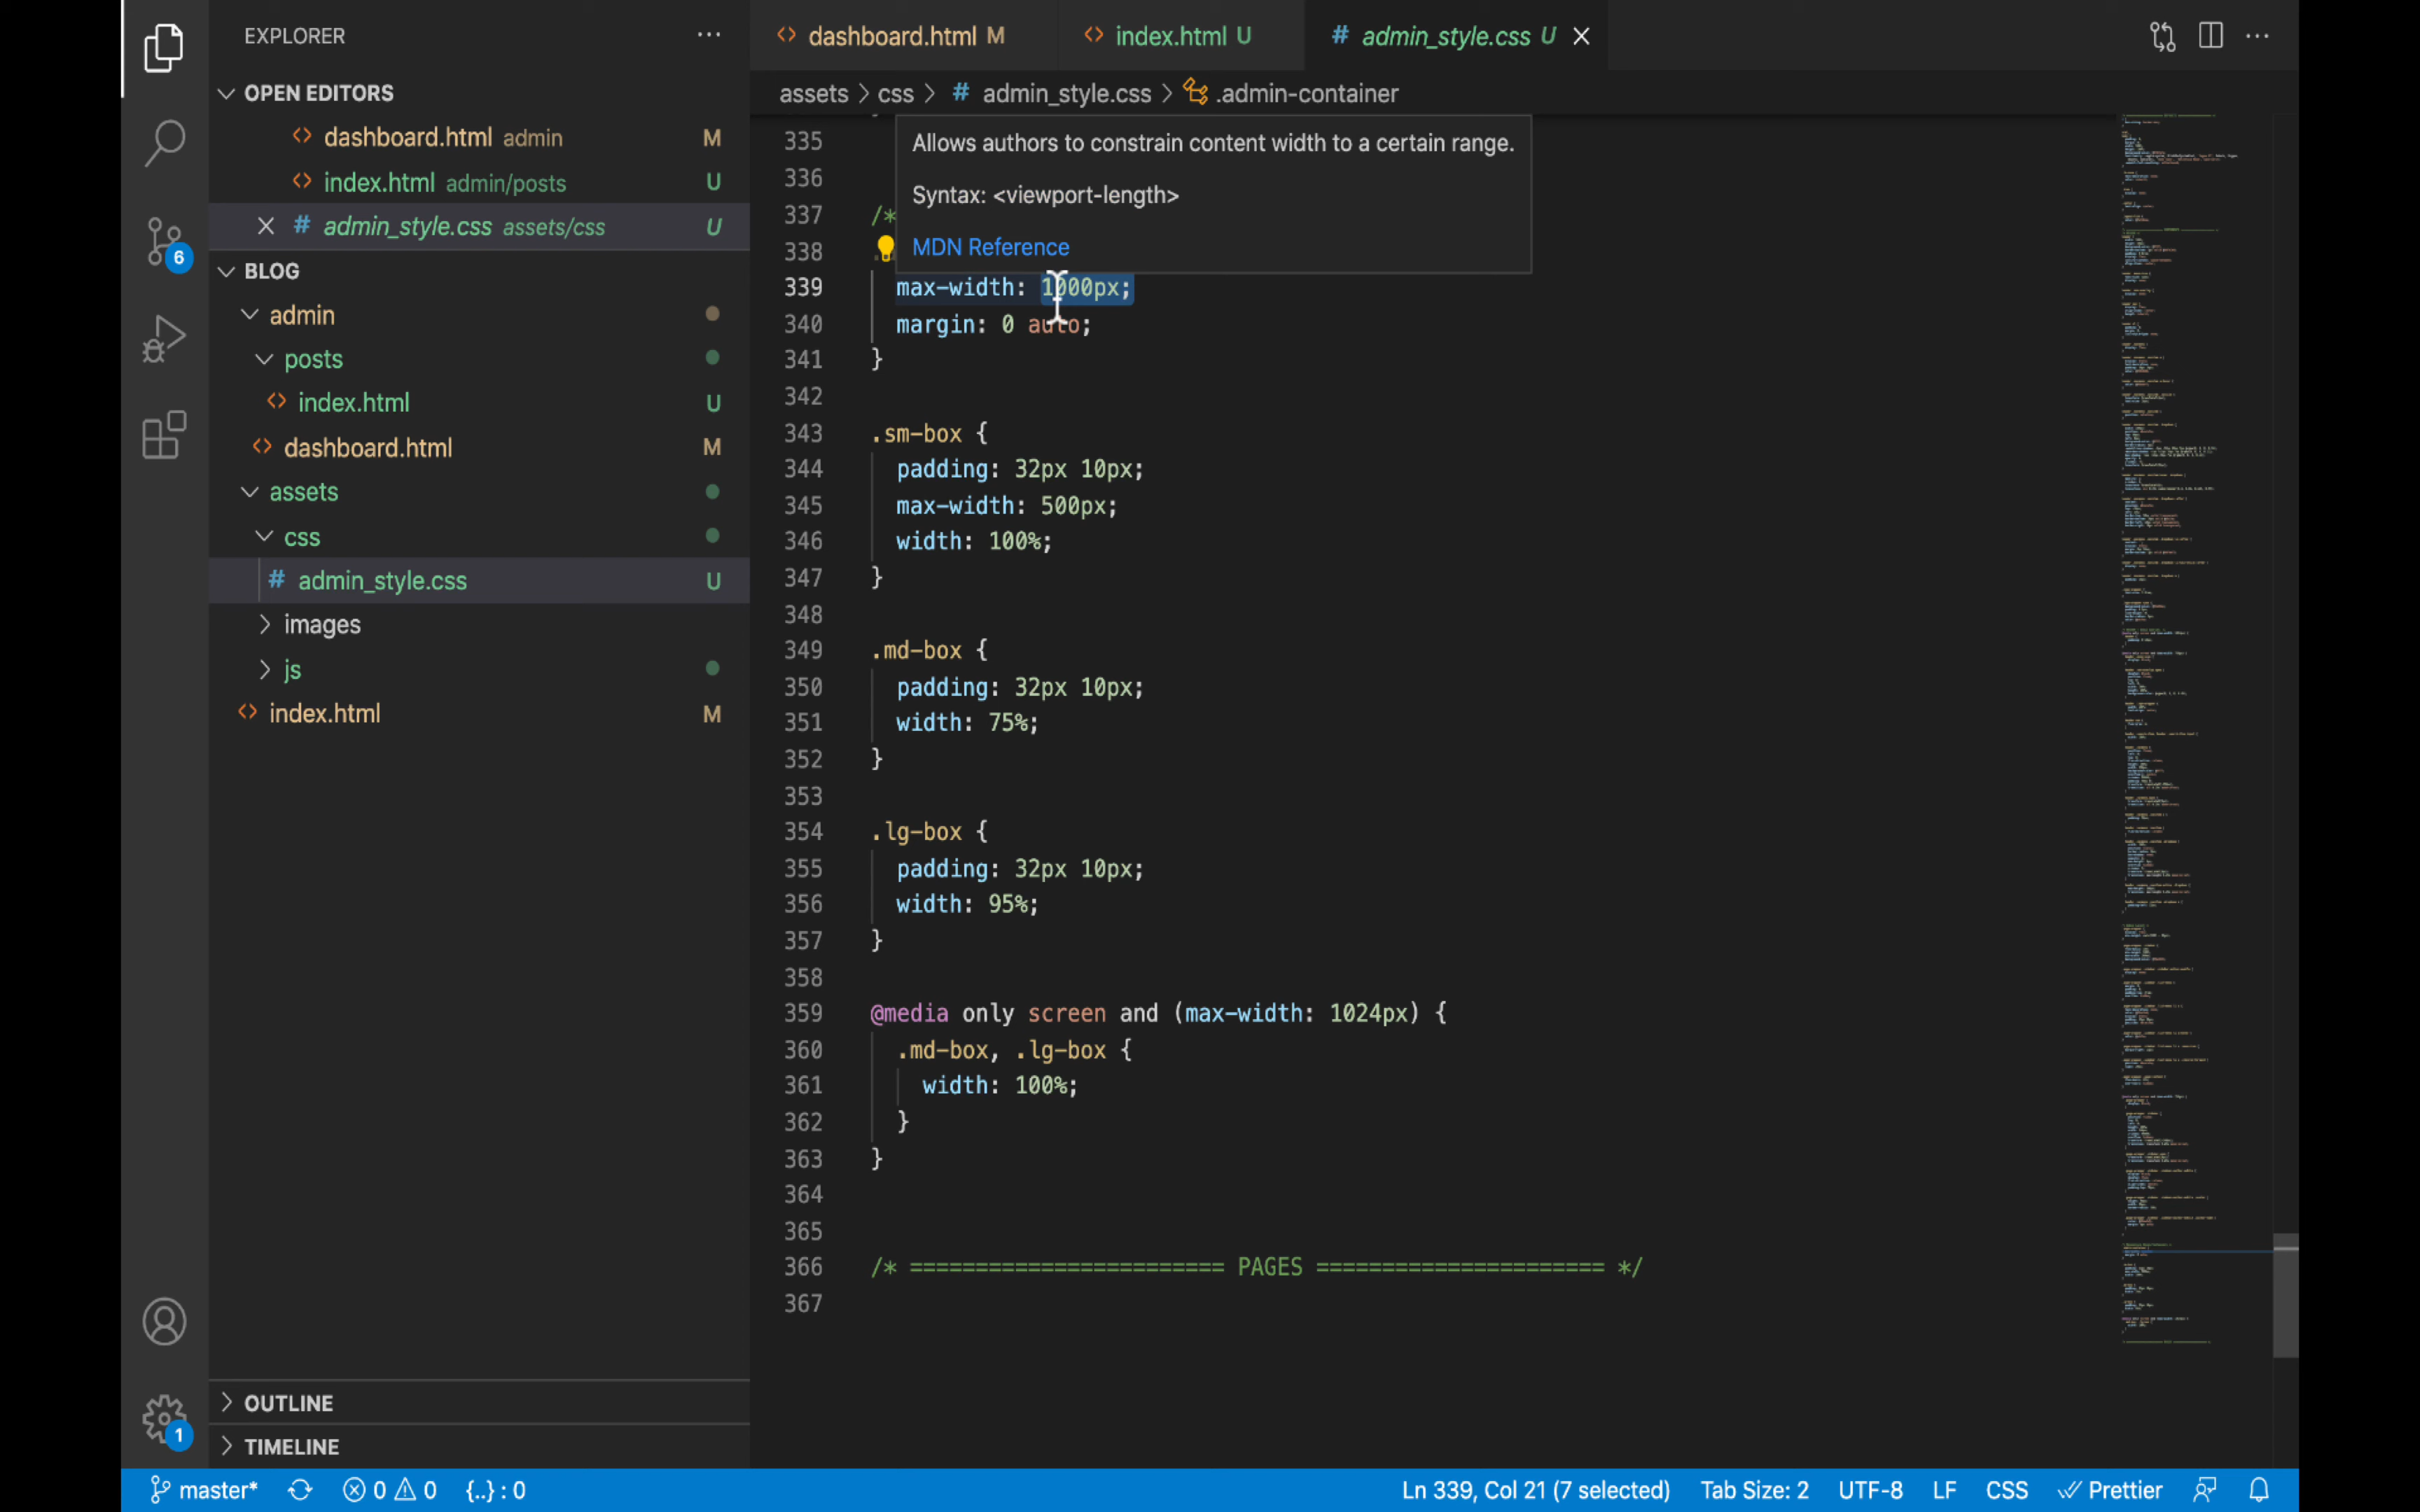 EXPLORER
OPEN EDITORS
dashboard.html admin M
index.html admin/posts U
# admin_style.css assets/css U
6
BLOG
admin
posts
index.html U
dashboard.html M
assets
css
# admin_style.css U
images
js
index.html M
OUTLINE
1
TIMELINE
dashboard.html M
index.html U
# admin_style.css U
assets > css > # admin_style.css > .admin-container
335
336
337 /*
338
Allows authors to constrain content width to a certain range.
Syntax: <viewport-length>
MDN Reference
339 max-width: 1000px;
340 margin: 0 auto;
341 }
342
343 .sm-box {
344 padding: 32px 10px;
345 max-width: 500px;
346 width: 100%;
347 }
348
349 .md-box {
350 padding: 32px 10px;
351 width: 75%;
352 }
353
354 .lg-box {
355 padding: 32px 10px;
356 width: 95%;
357 }
358
359 @media only screen and (max-width: 1024px) {
360 .md-box, .lg-box {
361 width: 100%;
362 }
363 }
364
365
366 /* ======================== PAGES ====================== */
367
master* 0 0 {..} : 0 Ln 339, Col 21 (7 selected) Tab Size: 2 UTF-8 LF CSS Prettier